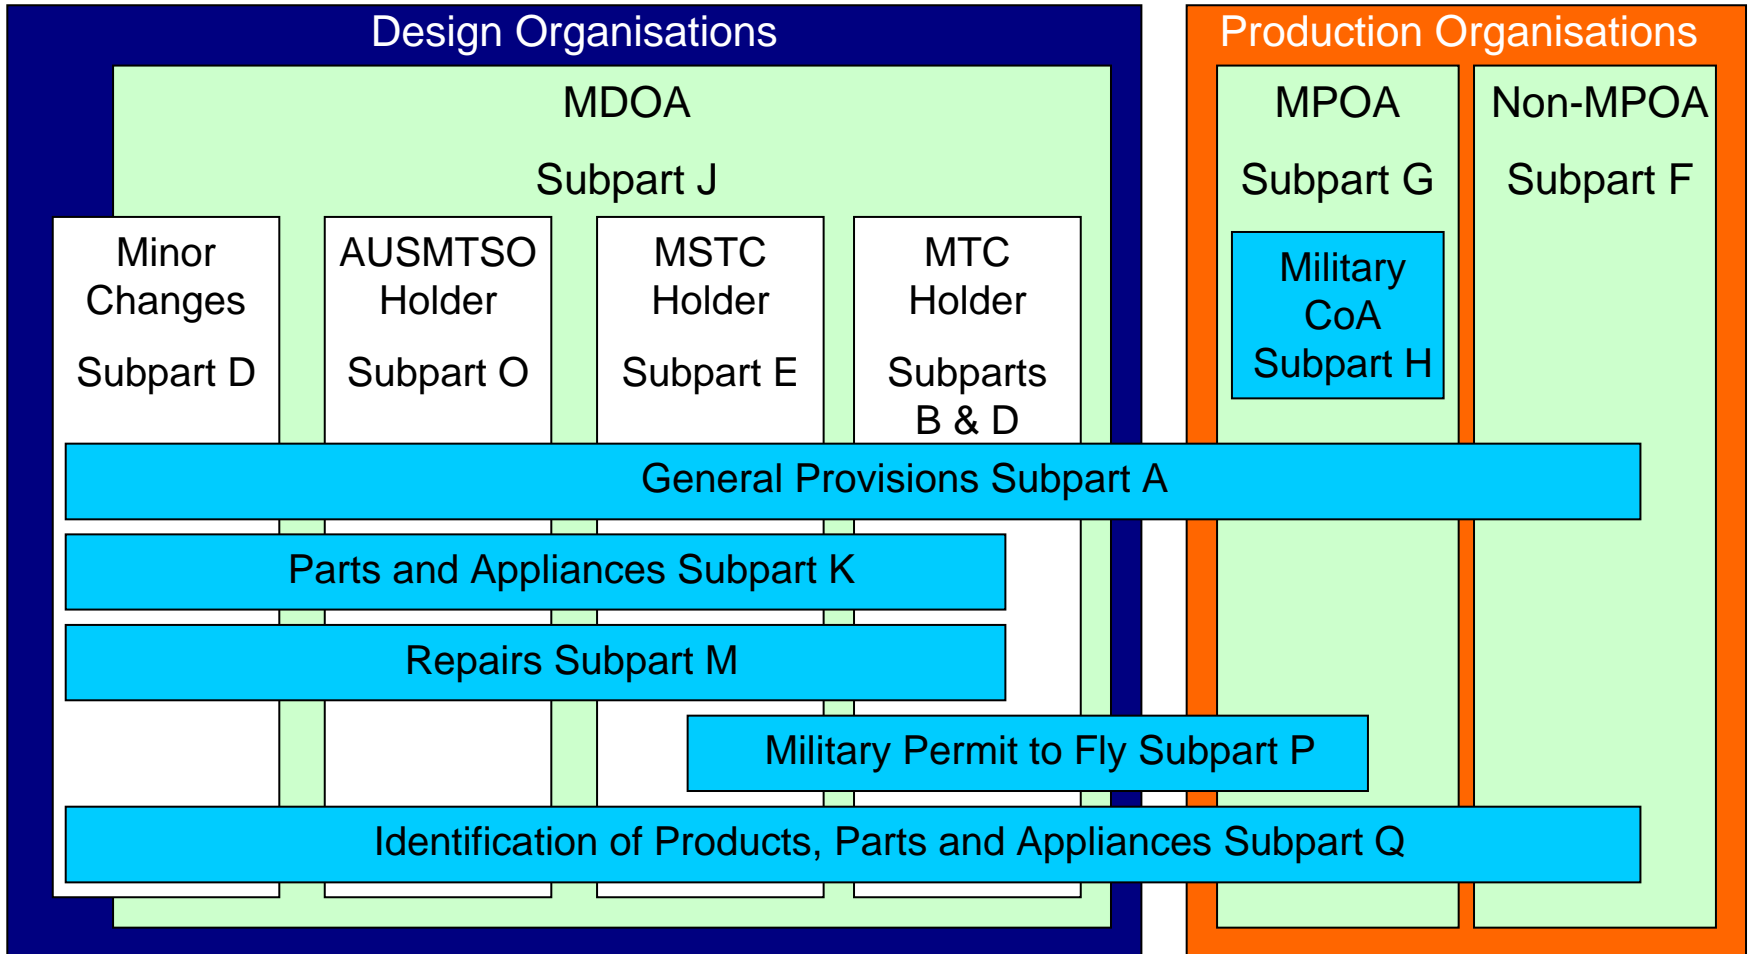 Design Organisations
Production Organisations
MDOA
Subpart J
MPOA
Subpart G
Non-MPOA
Subpart F
Minor
Changes
Subpart D
AUSMTSO
Holder
Subpart O
MSTC
Holder
Subpart E
MTC
Holder
Subparts
B & D
Military
CoA
Subpart H
General Provisions Subpart A
Parts and Appliances Subpart K
Repairs Subpart M
Military Permit to Fly Subpart P
Identification of Products, Parts and Appliances Subpart Q